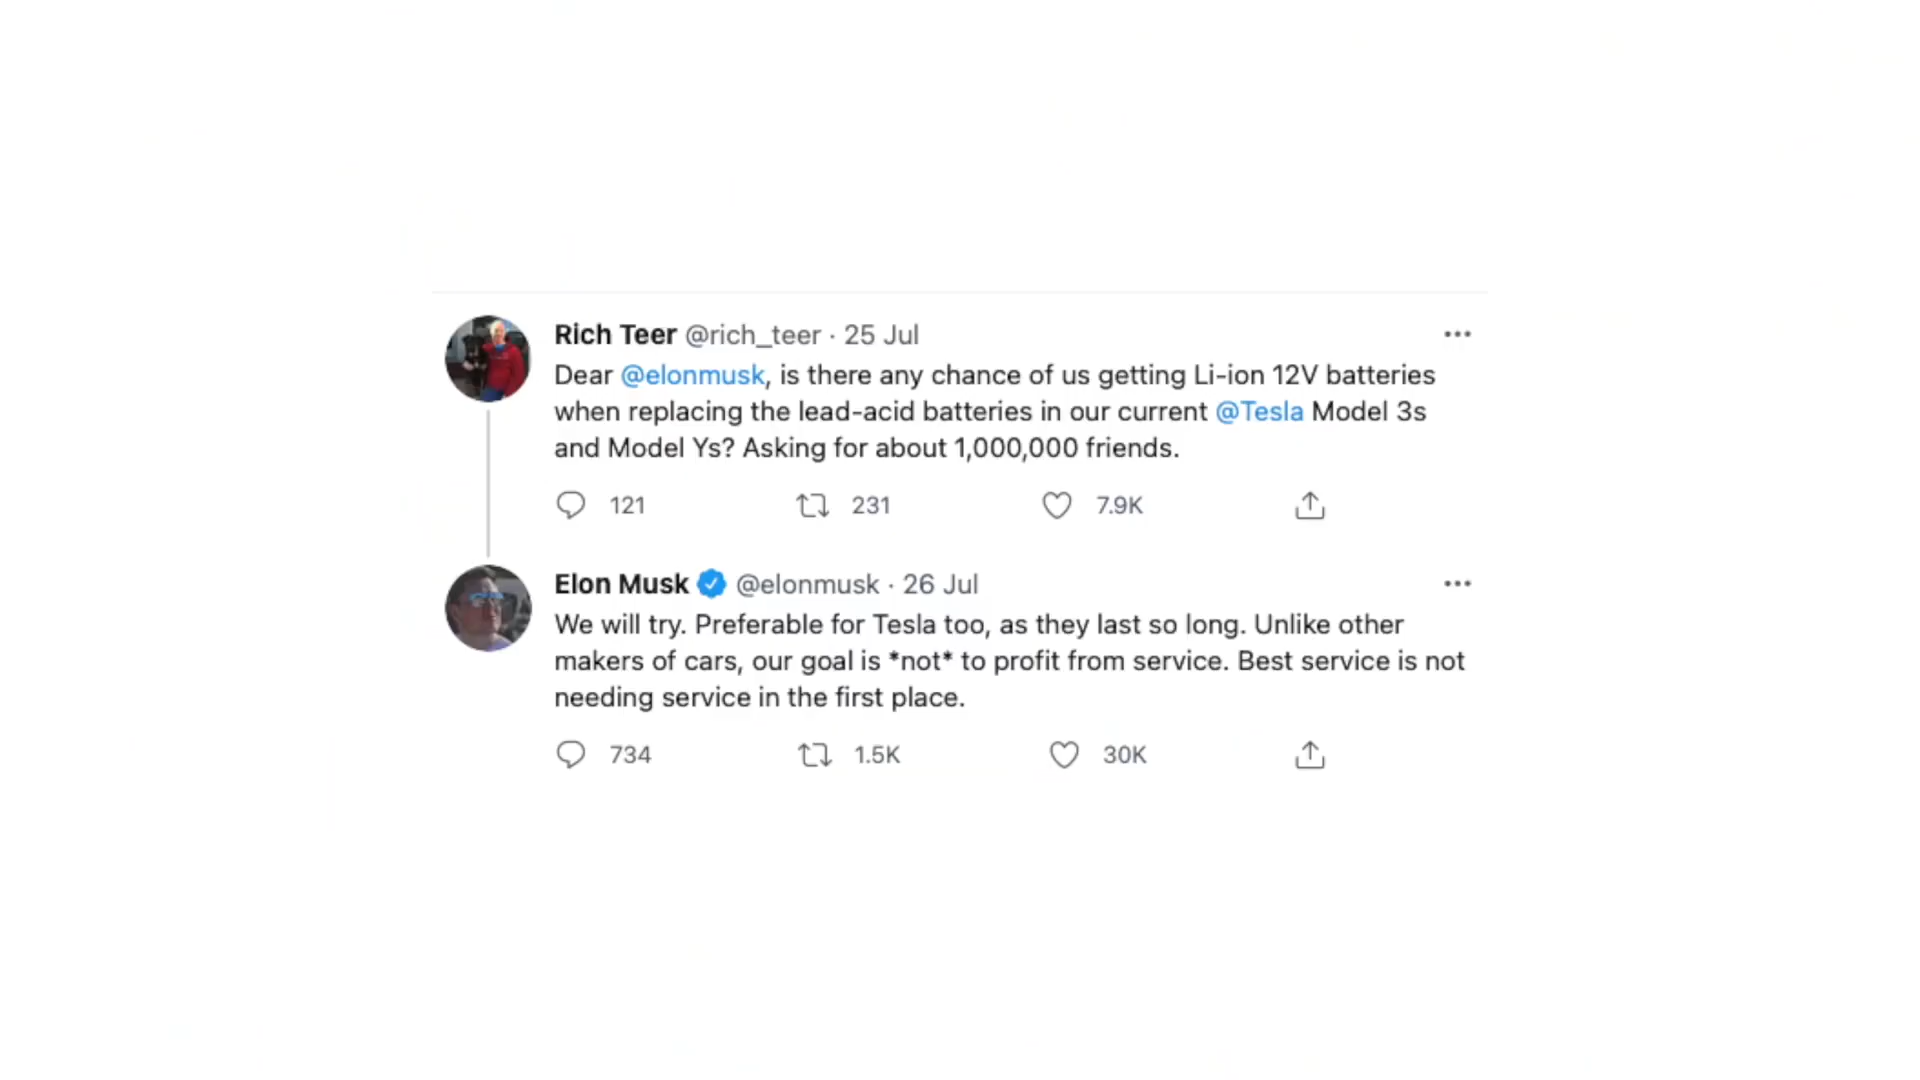 Rich Teer @rich_teer · 25 Jul
Dear @elonmusk, is there any chance of us getting Li-ion 12V batteries
when replacing the lead-acid batteries in our current @Tesla Model 3s
and Model Ys? Asking for about 1,000,000 friends.
121 231 7.9K
Elon Musk @elonmusk · 26 Jul
We will try. Preferable for Tesla too, as they last so long. Unlike other
makers of cars, our goal is *not* to profit from service. Best service is not
needing service in the first place.
734 1.5K 30K